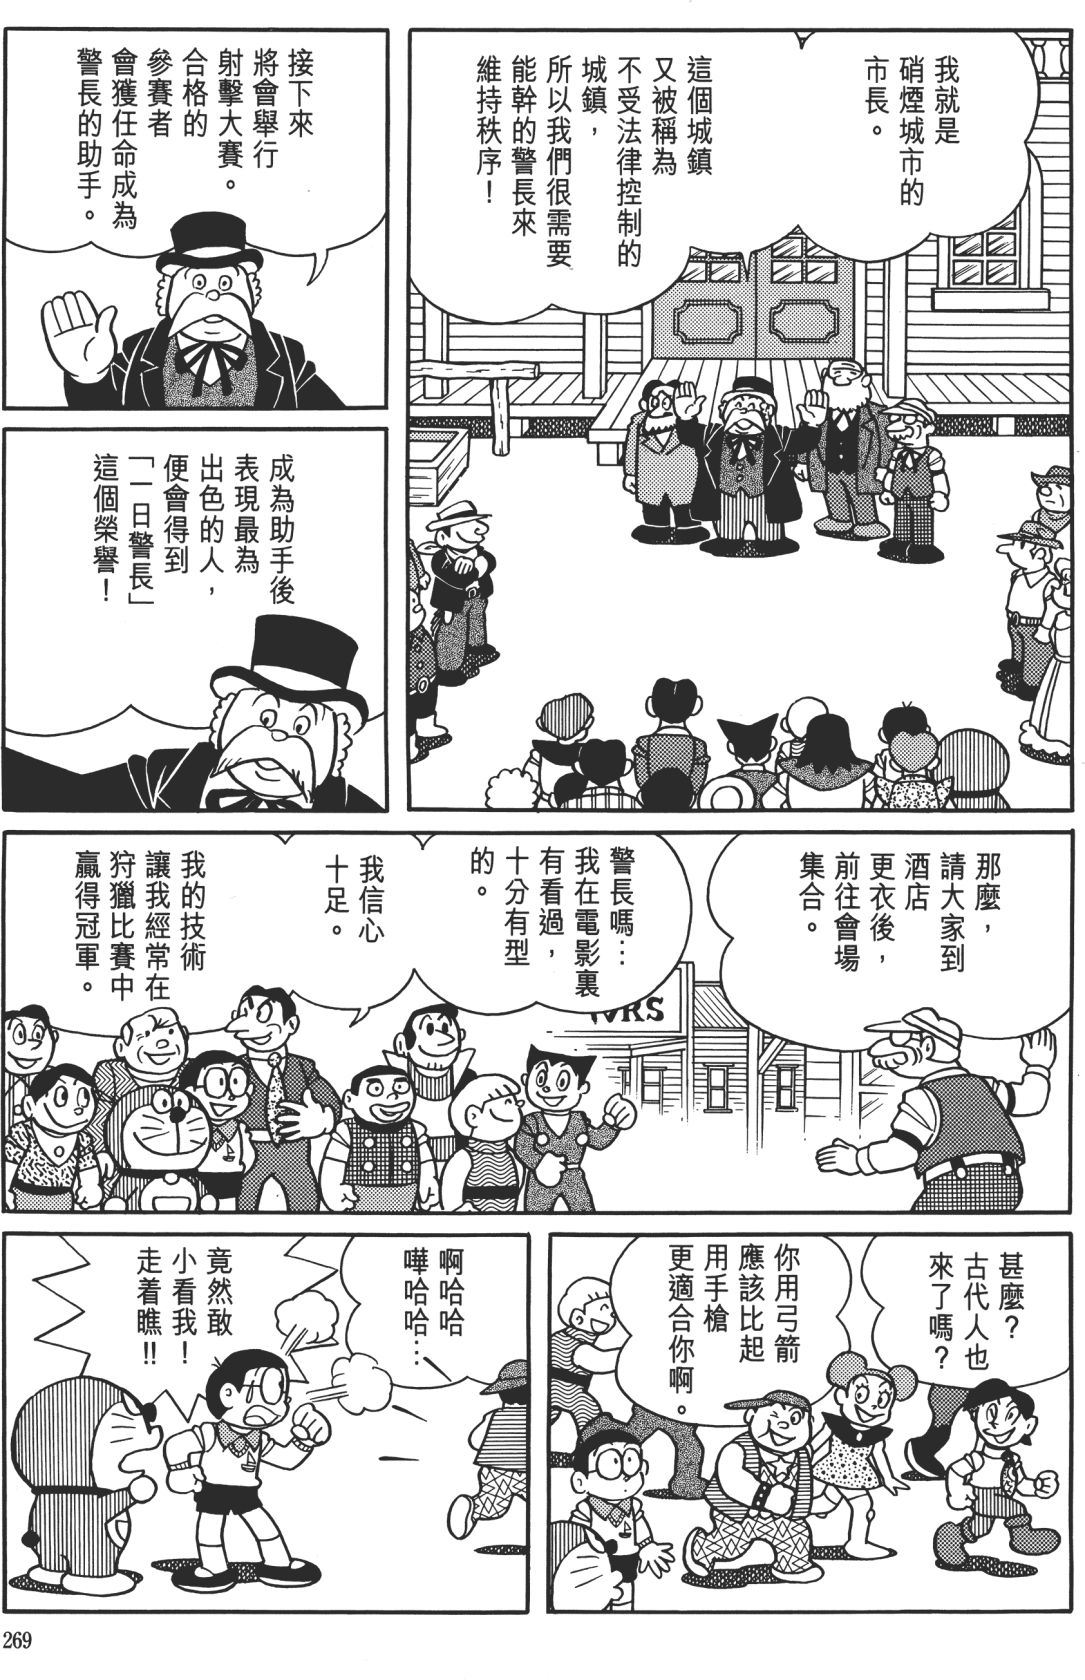 我就是
硝煙城市的
市長。
這個城鎮
又被稱為
不受法律控制的
城鎮，
所以我們很需要
能幹的警長來
維持秩序！
接下來
將會舉行
射擊大賽。
合格的
參賽者
會獲任命成為
警長的助手。
成為助手後
表現最為
出色的人，
便會得到
「一日警長」
這個榮譽！
那麼，
請大家到
酒店
更衣後，
前往會場
集合。
警長嗎…
我在電影裏
有看過，
十分有型
的。
我信心
十足。
我的技術
讓我經常在
狩獵比賽中
贏得冠軍。
甚麼？
古代人也
來了嗎？
你用弓箭
應該比起
用手槍
更適合你啊。
啊哈哈
嘩哈哈…
竟然敢
小看我！
走着瞧!!
269